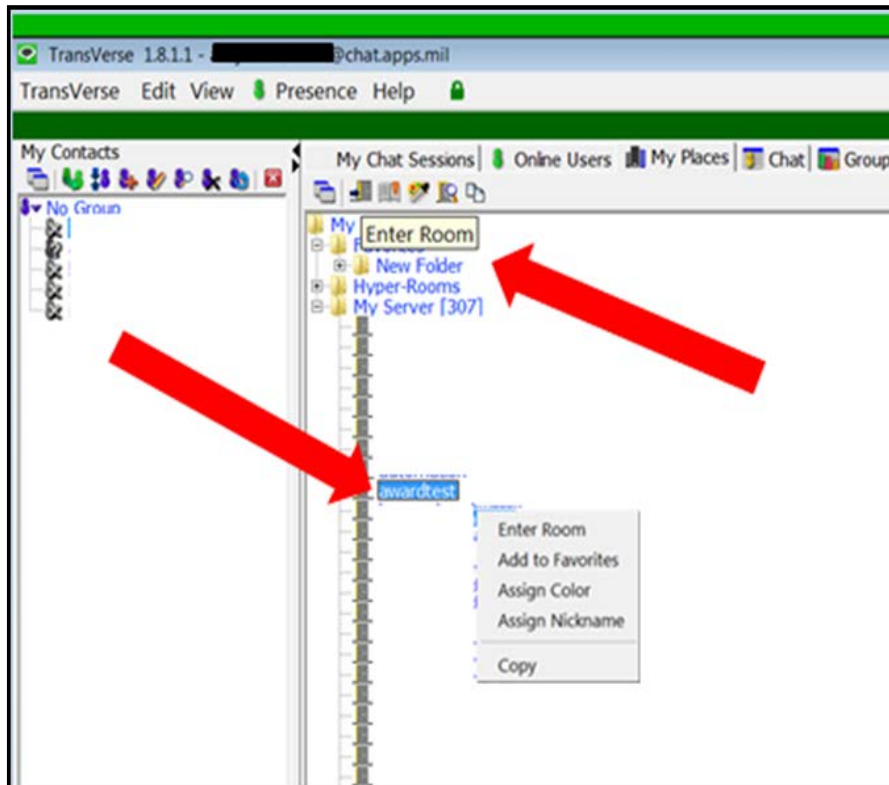 TransVerse 1.8.1.1 - @chat.apps.mil
TransVerse Edit View Presence Help
My Contacts
My Chat Sessions Online Users My Places Chat Group
No Group
My
Enter Room
Favorites
New Folder
Hyper-Rooms
My Server [307]
awardtest
Enter Room
Add to Favorites
Assign Color
Assign Nickname
Copy